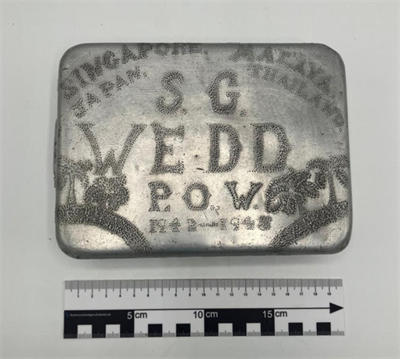 SINGAPORE. MALAYA.
JAPAN. THAILAND
S. G.
WEDD
P.O.W.
1942 - 1945
5 cm 10 cm 15 cm